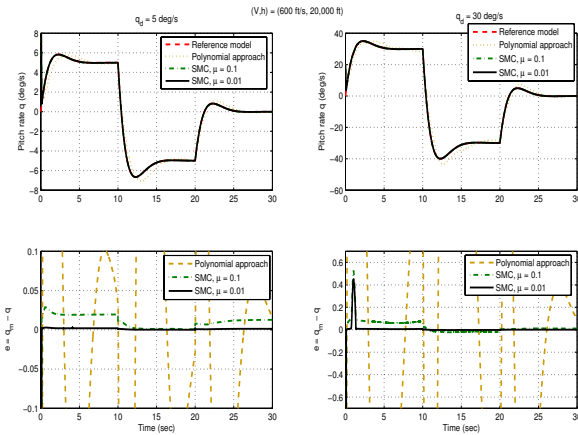 (V,h) = (600 ft/s, 20,000 ft)
q_d = 5 deg/s
Pitch rate q (deg/s)
8
6
4
2
0
−2
−4
−6
−8
0
5
10
15
20
25
30
Reference model
Polynomial approach
SMC, μ = 0.1
SMC, μ = 0.01
q_d = 30 deg/s
Pitch rate q (deg/s)
40
20
0
−20
−40
−60
0
5
10
15
20
25
30
Reference model
Polynomial approach
SMC, μ = 0.1
SMC, μ = 0.01
e = q_m − q
0.1
0.05
0
−0.05
−0.1
0
5
10
15
20
25
30
Time (sec)
Polynomial approach
SMC, μ = 0.1
SMC, μ = 0.01
e = q_m − q
0.6
0.4
0.2
0
−0.2
−0.4
−0.6
0
5
10
15
20
25
30
Time (sec)
Polynomial approach
SMC, μ = 0.1
SMC, μ = 0.01